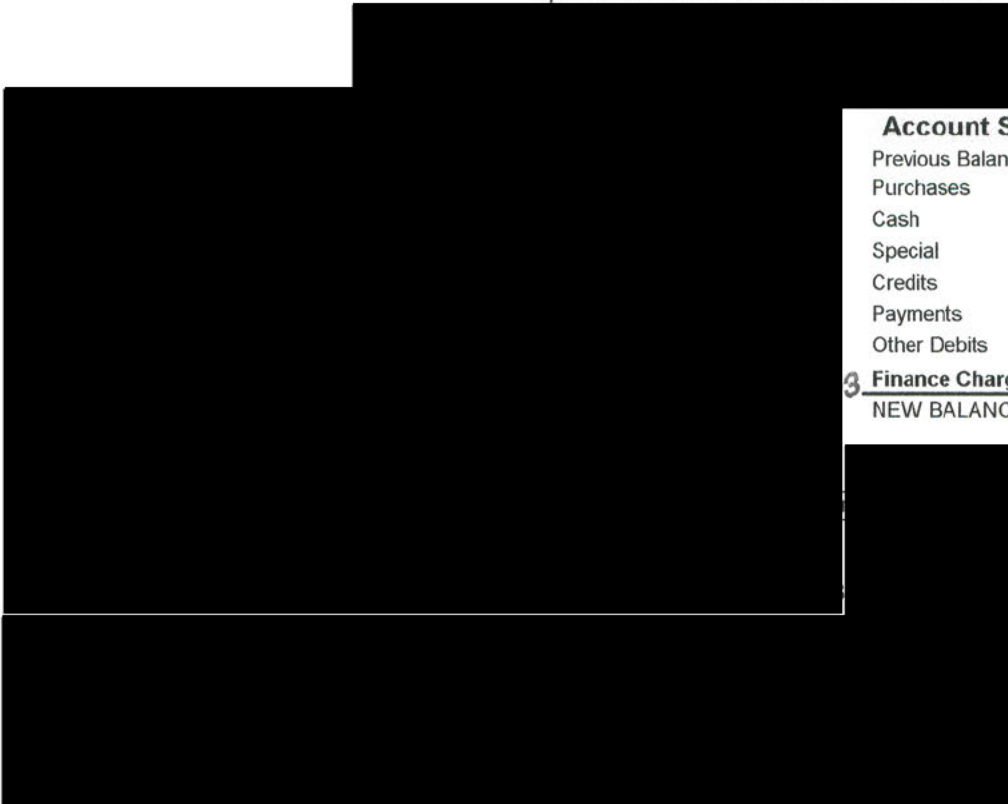 Account S
Previous Balan
Purchases
Cash
Special
Credits
Payments
Other Debits
3 Finance Charg
NEW BALANC